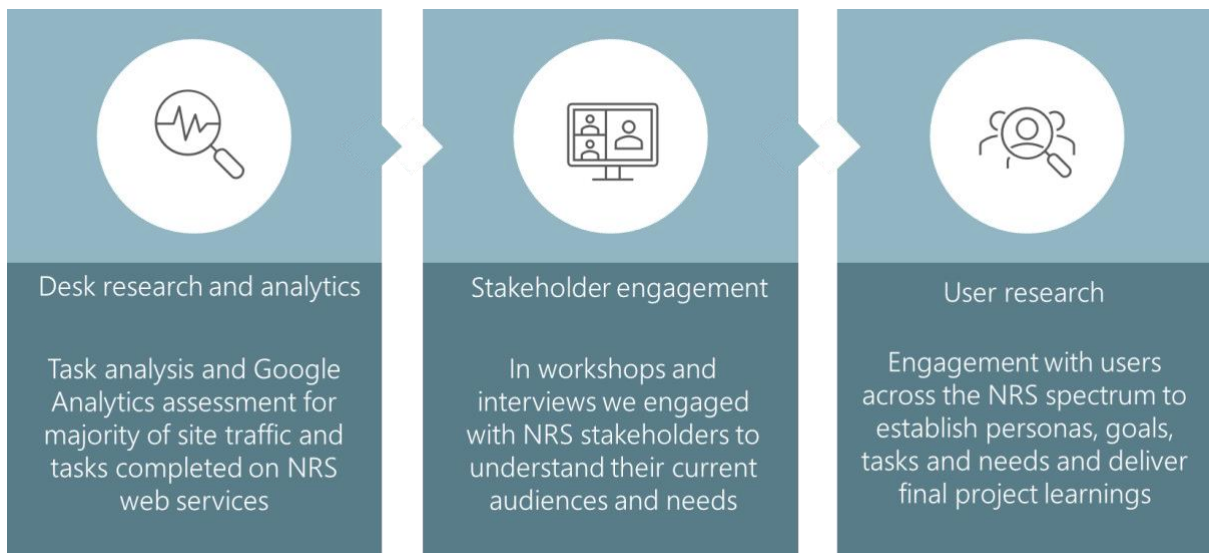 Desk research and analytics
Task analysis and Google
Analytics assessment for
majority of site traffic and
tasks completed on NRS
web services
Stakeholder engagement
In workshops and
interviews we engaged
with NRS stakeholders to
understand their current
audiences and needs
User research
Engagement with users
across the NRS spectrum to
establish personas, goals,
tasks and needs and deliver
final project learnings